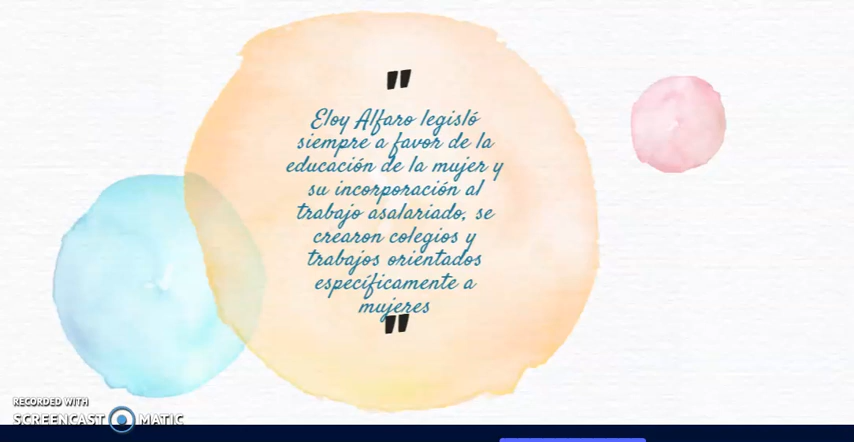 "
Eloy Alfaro legisló
siempre a favor de la
educación de la mujer y
su incorporación al
trabajo asalariado, se
crearon colegios y
trabajos orientados
específicamente a
mujeres
"
RECORDED WITH
SCREENCAST MATIC